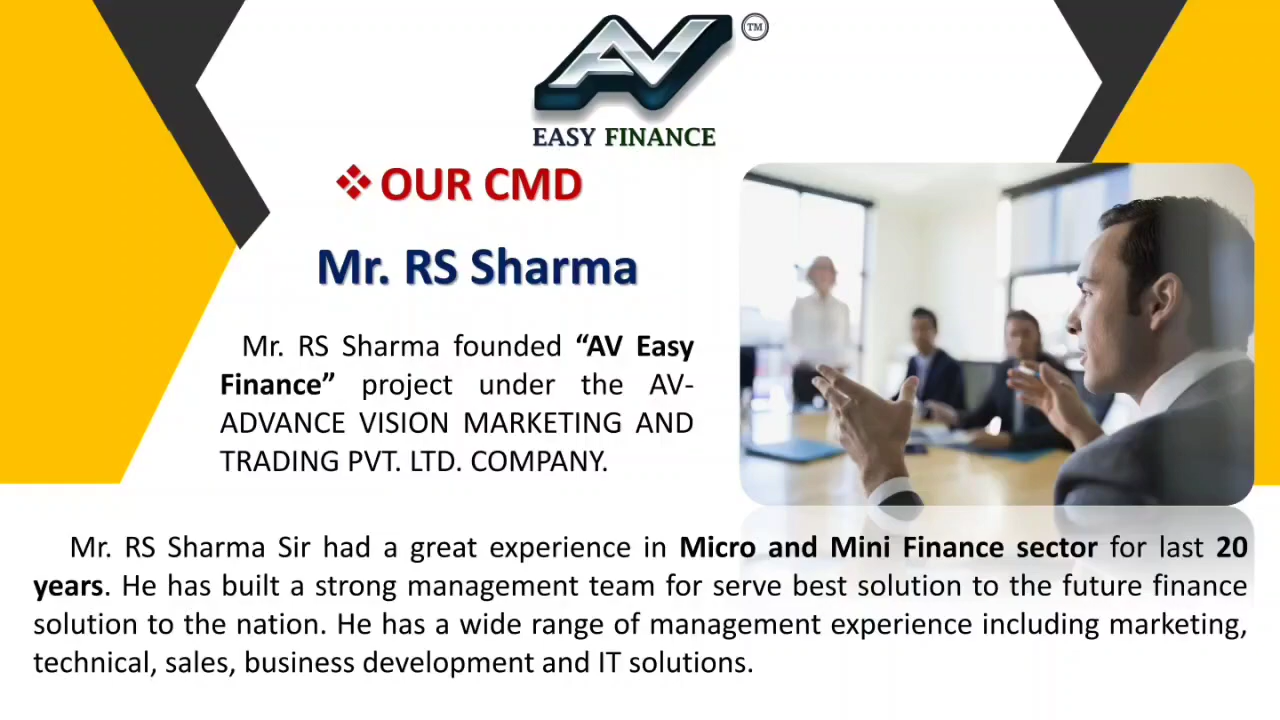 AV
TM
EASY FINANCE
❖OUR CMD
Mr. RS Sharma
Mr. RS Sharma founded “AV Easy
Finance” project under the AV-
ADVANCE VISION MARKETING AND
TRADING PVT. LTD. COMPANY.
Mr. RS Sharma Sir had a great experience in Micro and Mini Finance sector for last 20
years. He has built a strong management team for serve best solution to the future finance
solution to the nation. He has a wide range of management experience including marketing,
technical, sales, business development and IT solutions.